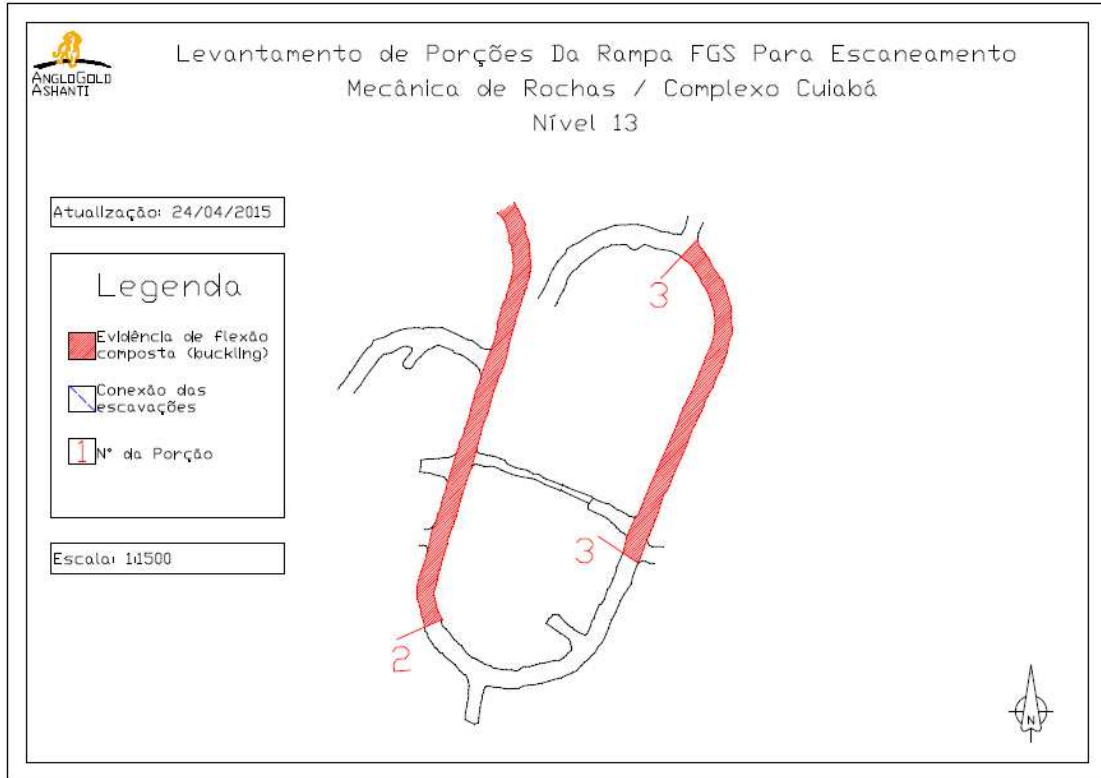 ANGLOGOLD
ASHANTI
Levantamento de Porções Da Rampa FGS Para Escaneamento
Mecânica de Rochas / Complexo Cuiabá
Nível 13
Atualização: 24/04/2015
Legenda
Evidência de flexão
composta (buckling)
Conexão das
escavações
1
N° da Porção
Escala: 1:1500
3
3
2
N